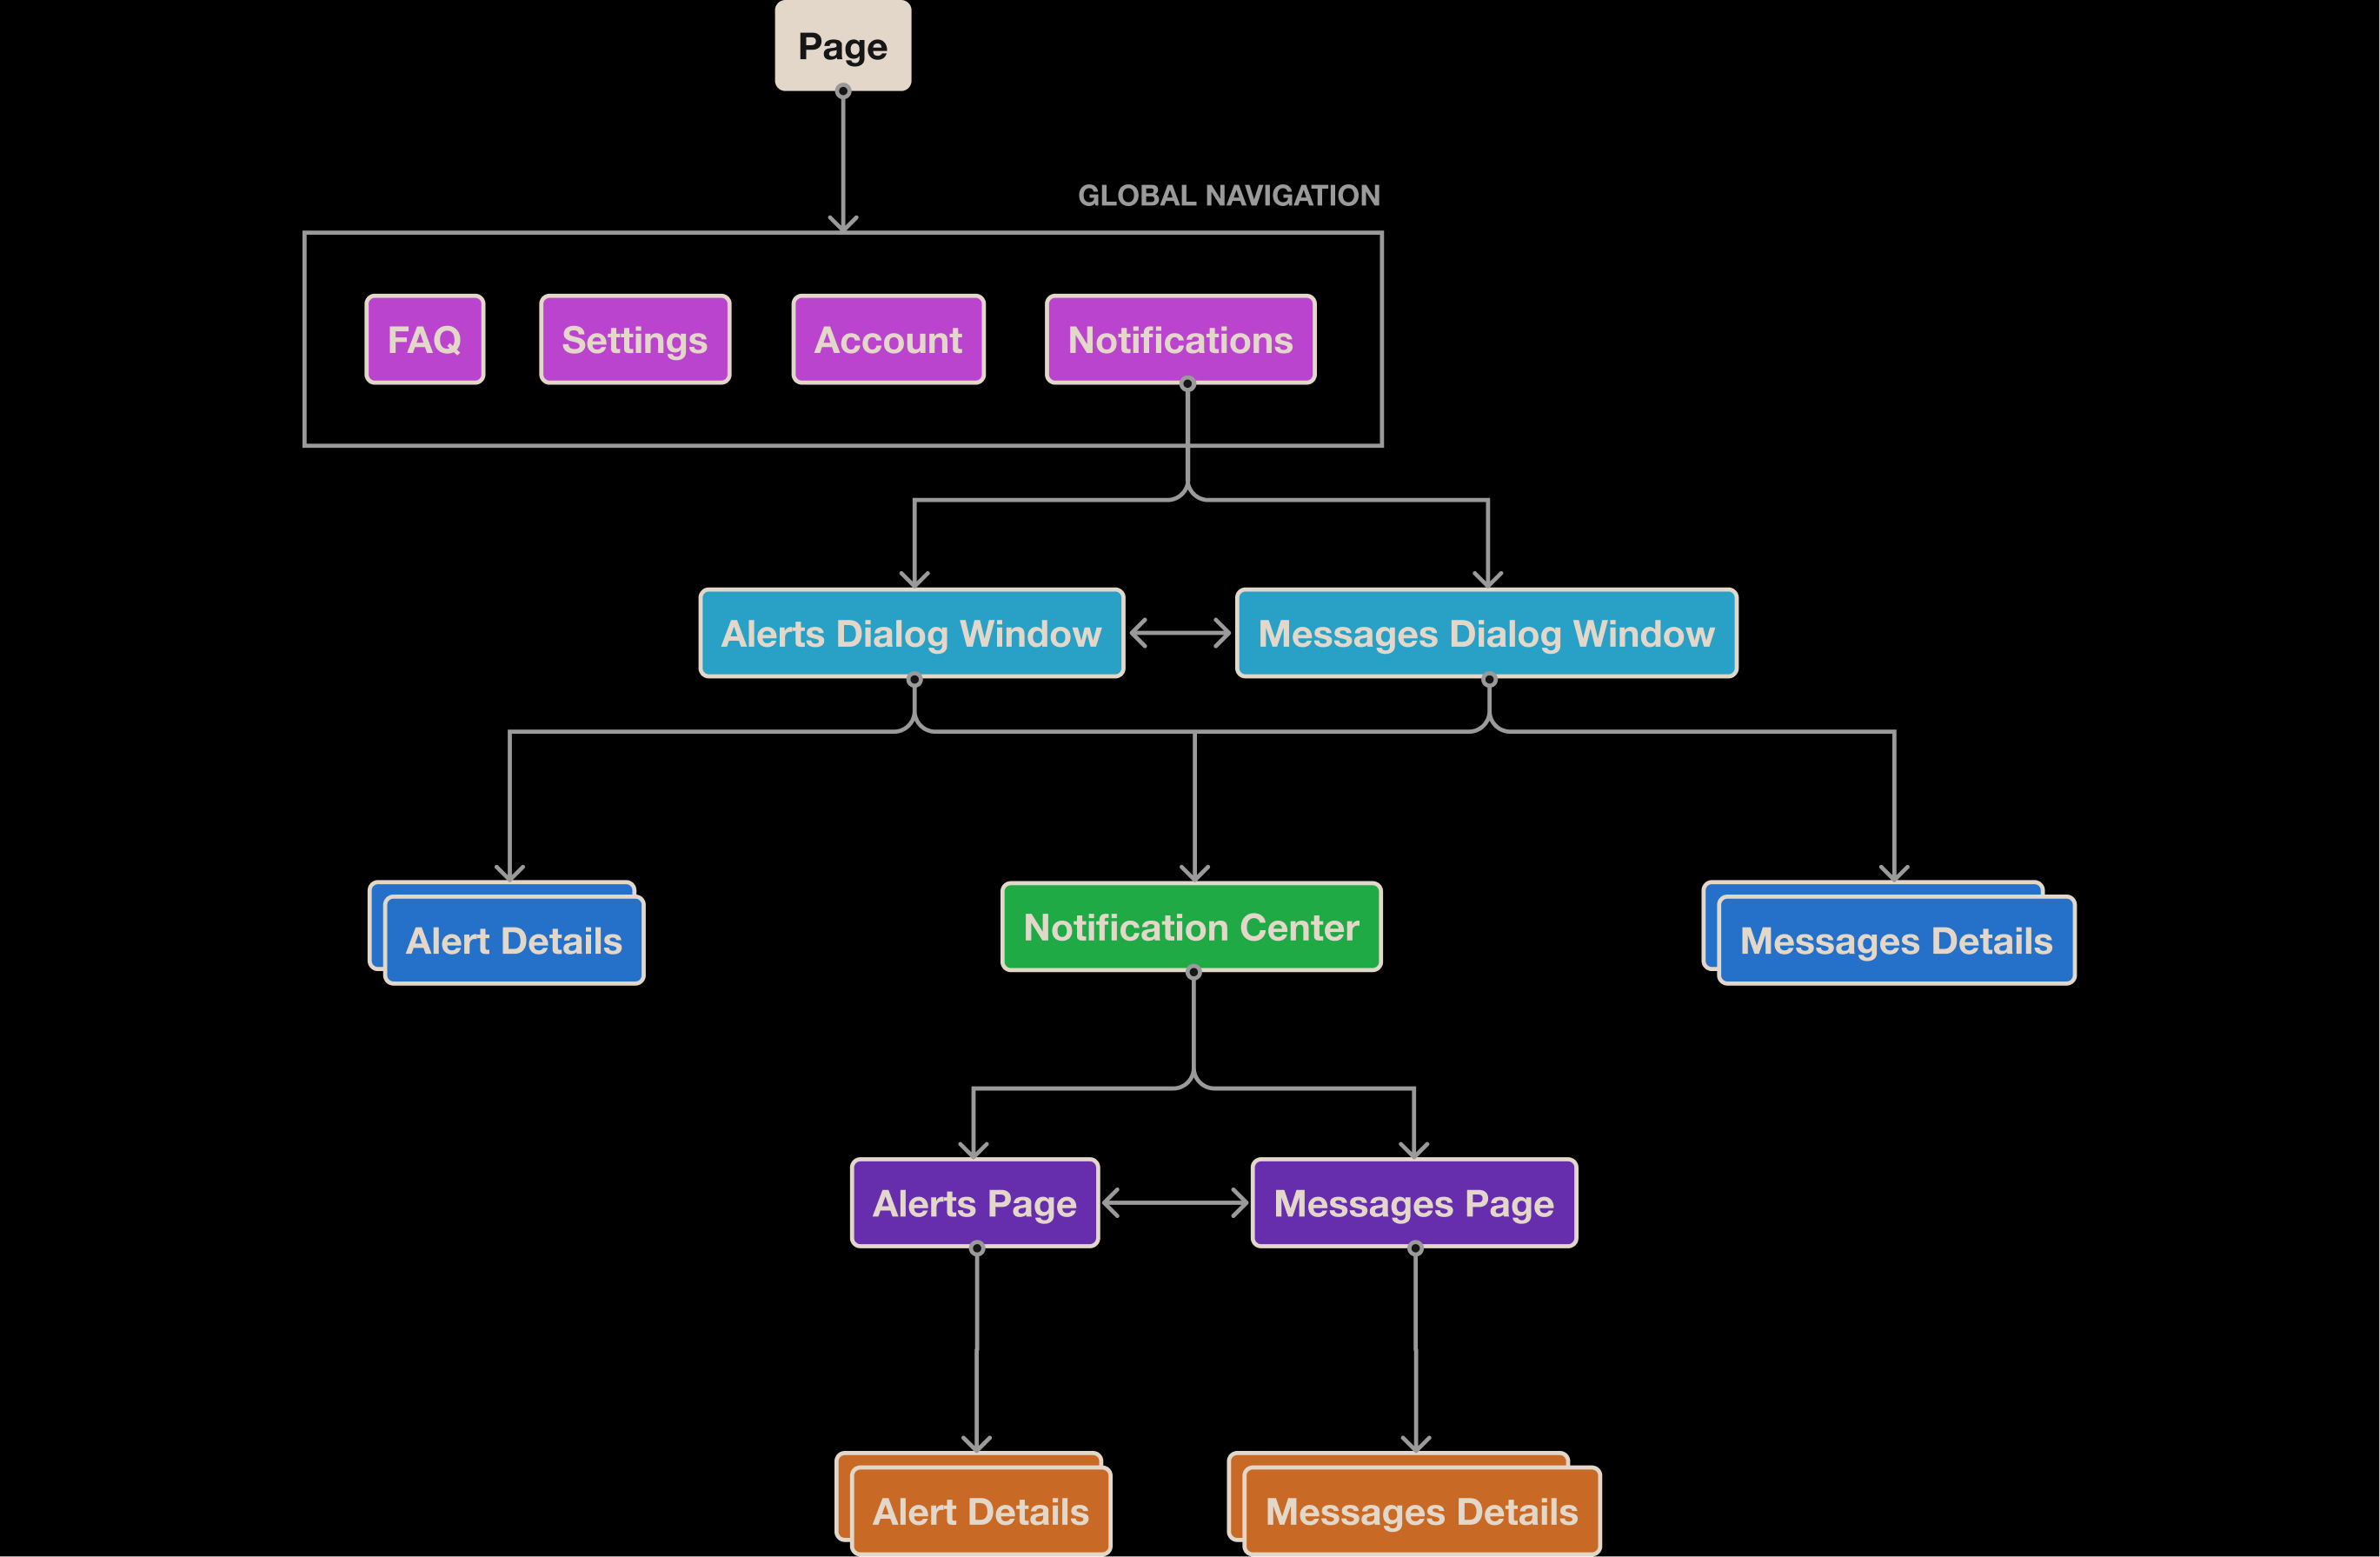 Page
GLOBAL NAVIGATION
FAQ
Settings
Account
Notifications
Alerts Dialog Window
Messages Dialog Window
Alert Details
Notification Center
Messages Details
Alerts Page
Messages Page
Alert Details
Messages Details